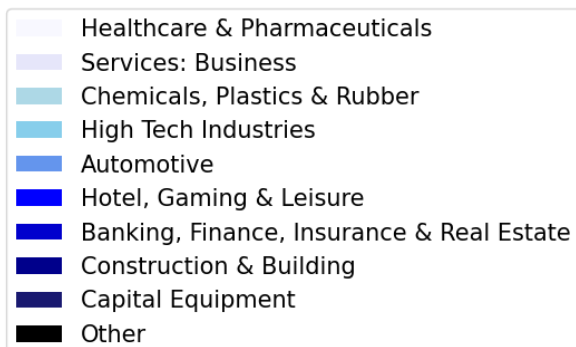 Healthcare & Pharmaceuticals
Services: Business
Chemicals, Plastics & Rubber
High Tech Industries
Automotive
Hotel, Gaming & Leisure
Banking, Finance, Insurance & Real Estate
Construction & Building
Capital Equipment
Other